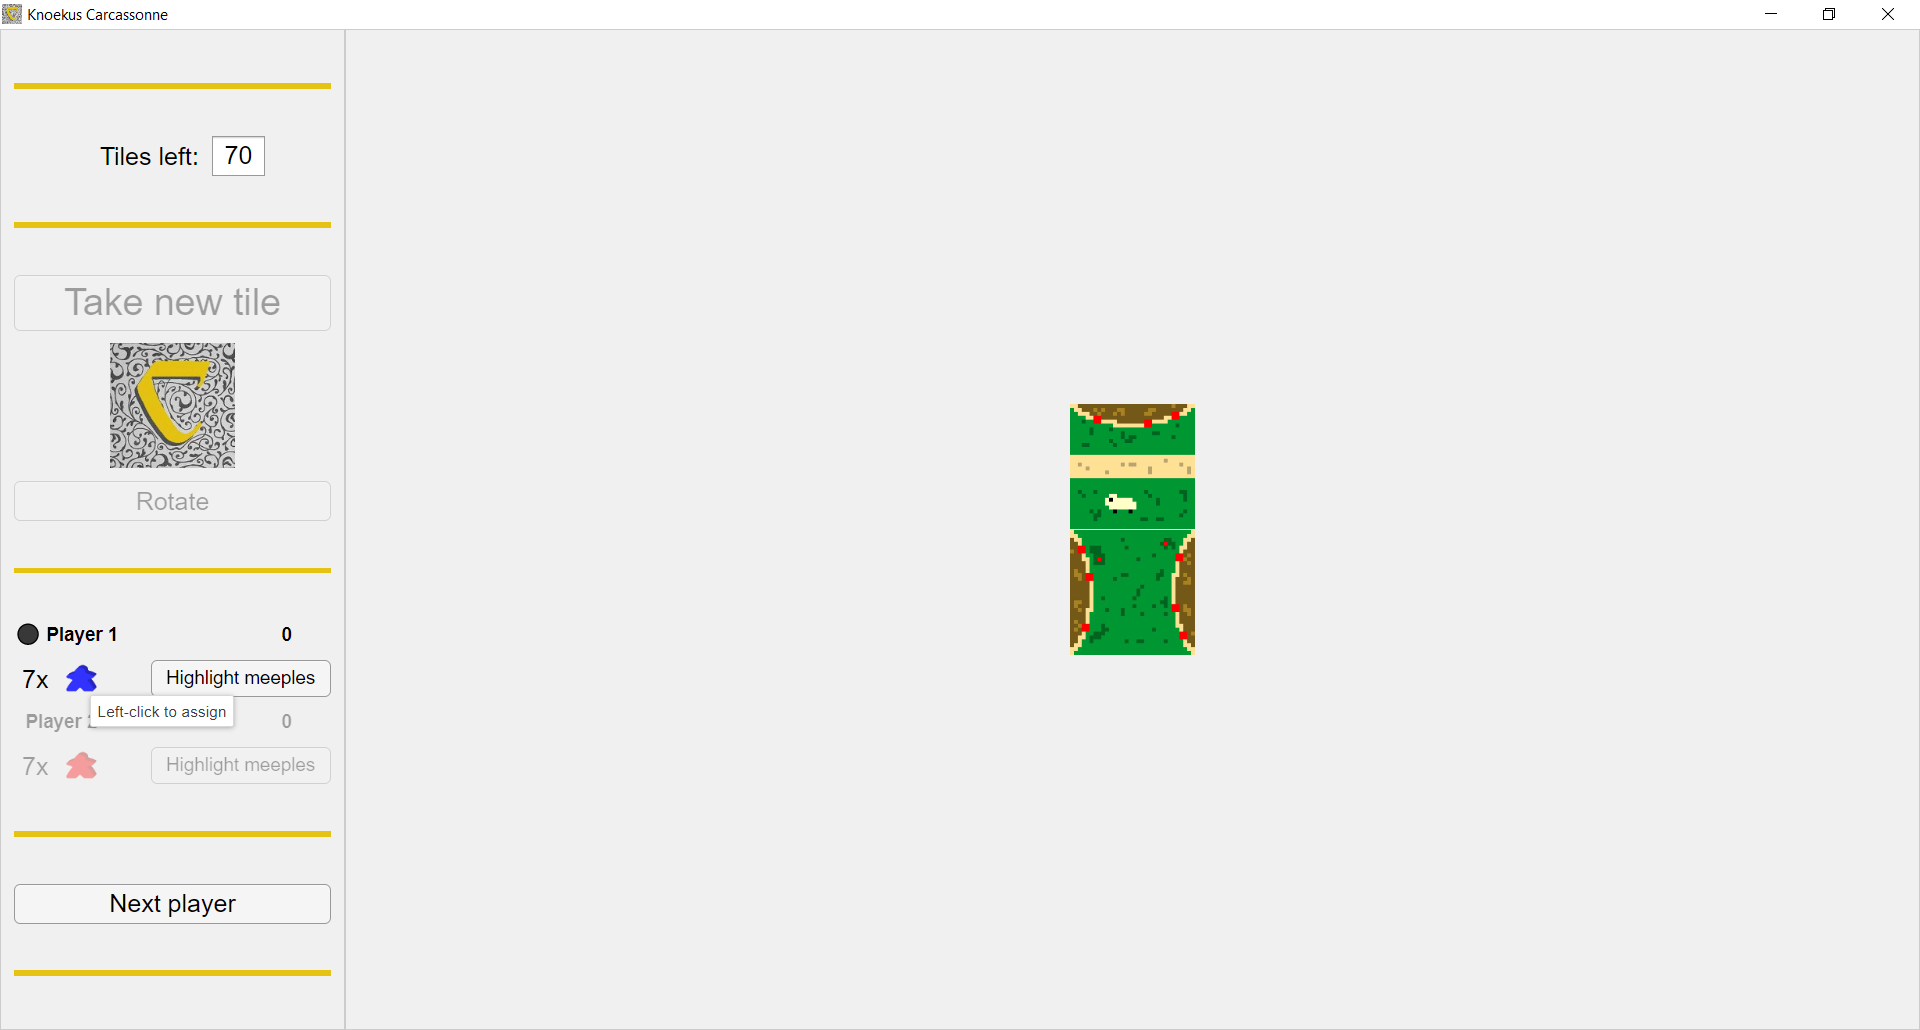 Knoekus Carcassonne
Tiles left: 70
Take new tile
Rotate
Player 1 0
7x Highlight meeples
Left-click to assign
Player 0
7x Highlight meeples
Next player